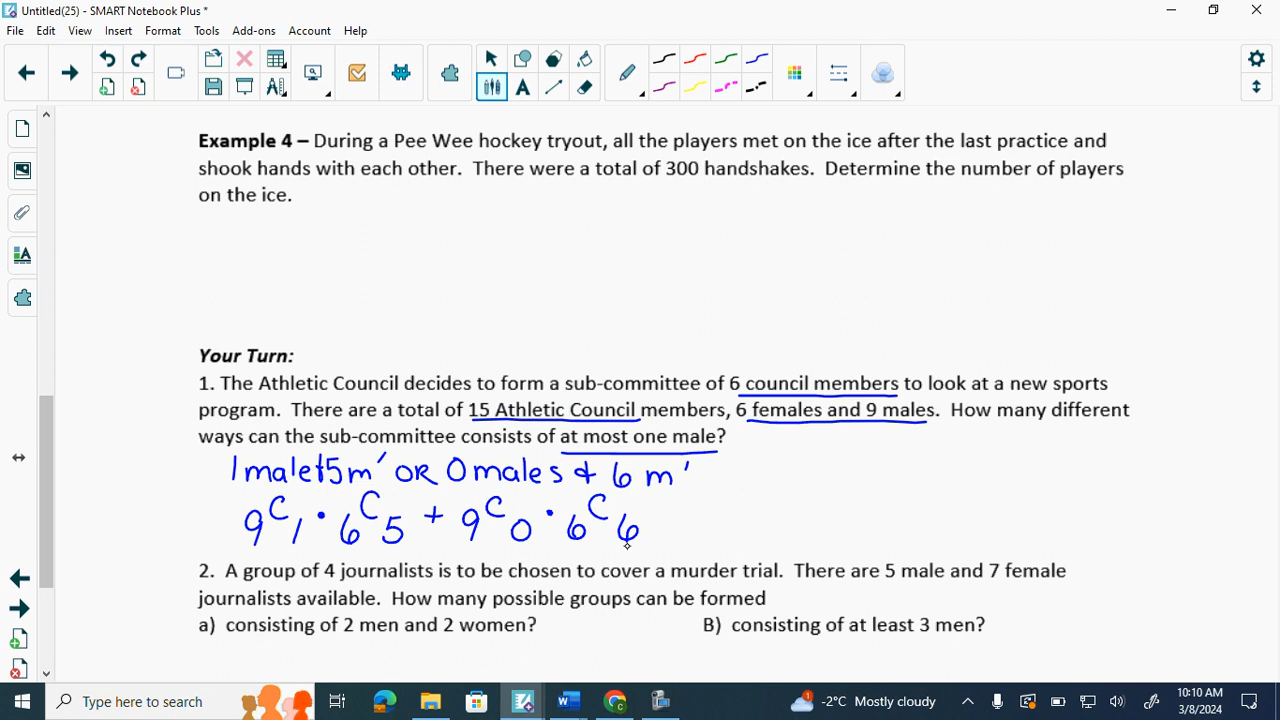 Untitled(25) - SMART Notebook Plus *
File Edit View Insert Format Tools Add-ons Account Help
Example 4 – During a Pee Wee hockey tryout, all the players met on the ice after the last practice and
shook hands with each other. There were a total of 300 handshakes. Determine the number of players
on the ice.
Your Turn:
1. The Athletic Council decides to form a sub-committee of 6 council members to look at a new sports
program. There are a total of 15 Athletic Council members, 6 females and 9 males. How many different
ways can the sub-committee consists of at most one male?
1male+5m' OR 0males & 6 m'
9C1 • 6C5 + 9C0 • 6C6
2. A group of 4 journalists is to be chosen to cover a murder trial. There are 5 male and 7 female
journalists available. How many possible groups can be formed
a) consisting of 2 men and 2 women? B) consisting of at least 3 men?
Type here to search
1
-2°C Mostly cloudy
10:10 AM
3/8/2024